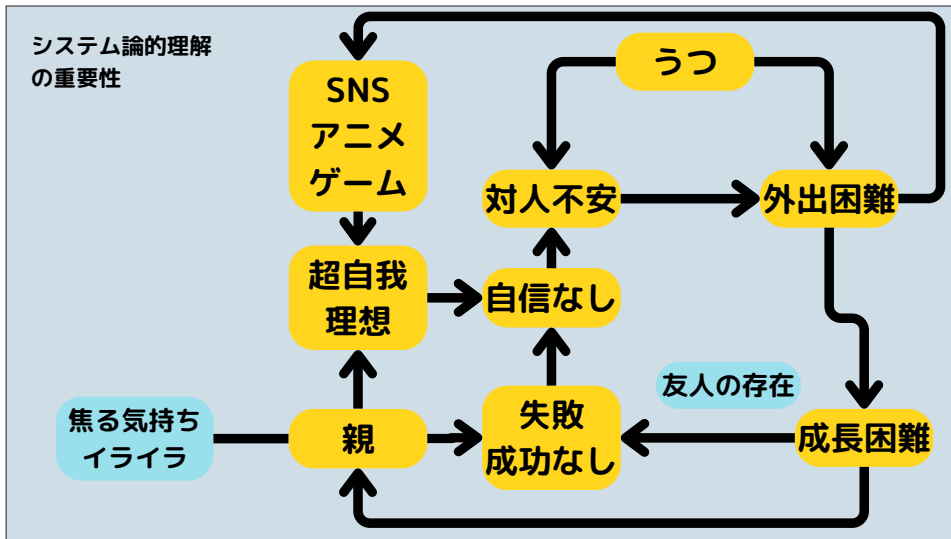 システム論的理解
の重要性
SNS
アニメ
ゲーム
うつ
対人不安
外出困難
超自我
理想
自信なし
友人の存在
焦る気持ち
イライラ
親
失敗
成功なし
成長困難